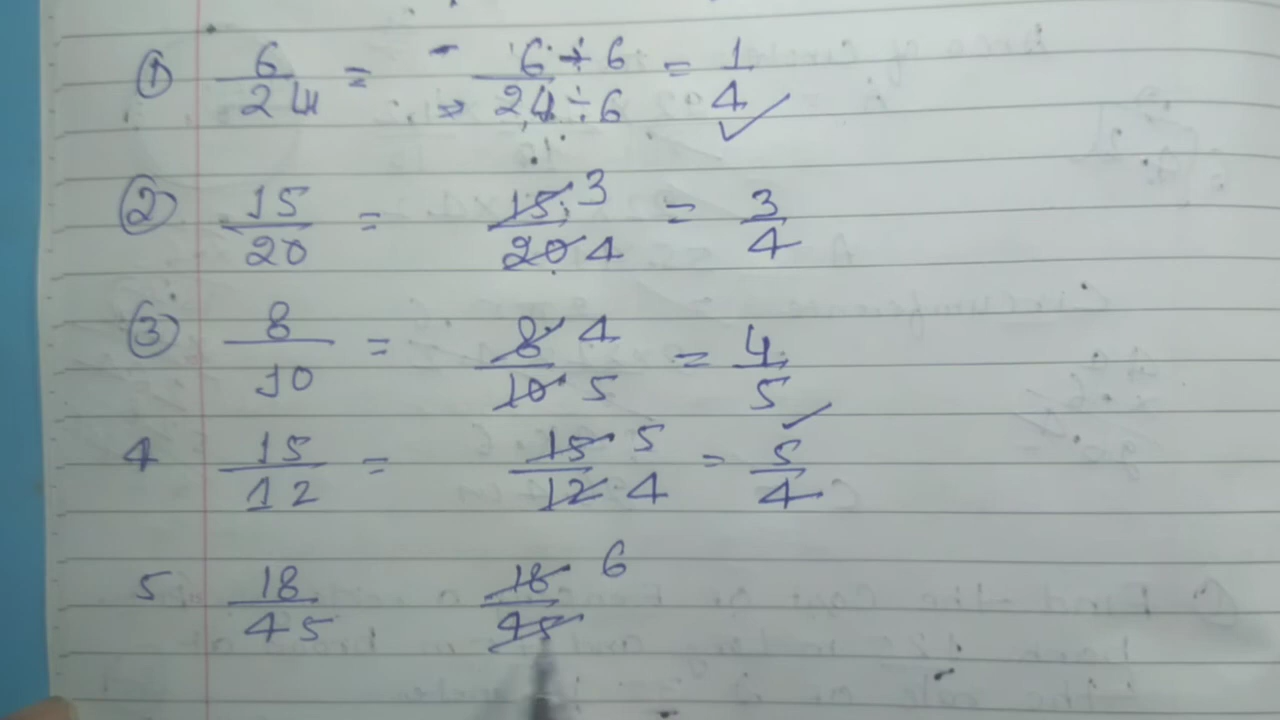 ① 6/24 = 6 ÷ 6/24 ÷ 6 = 1/4 ✓
② 15/20 = 15 3/20 4 = 3/4
③ 8/10 = 8 4/10 5 = 4/5 ✓
4 15/12 = 15 5/12 4 = 5/4
5 18/45 18 6/45